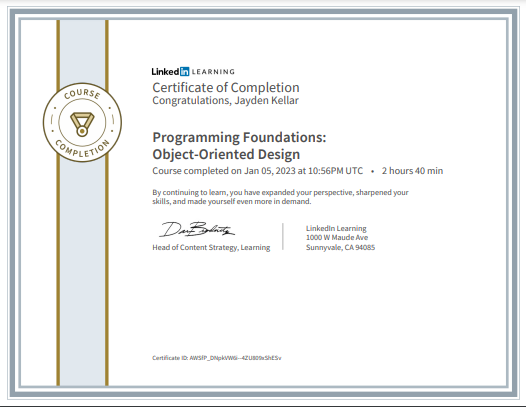 COURSE
COMPLETION
Linked in LEARNING
Certificate of Completion
Congratulations, Jayden Kellar
Programming Foundations:
Object-Oriented Design
Course completed on Jan 05, 2023 at 10:56PM UTC • 2 hours 40 min
By continuing to learn, you have expanded your perspective, sharpened your
skills, and made yourself even more in demand.
Head of Content Strategy, Learning
LinkedIn Learning
1000 W Maude Ave
Sunnyvale, CA 94085
Certificate ID: